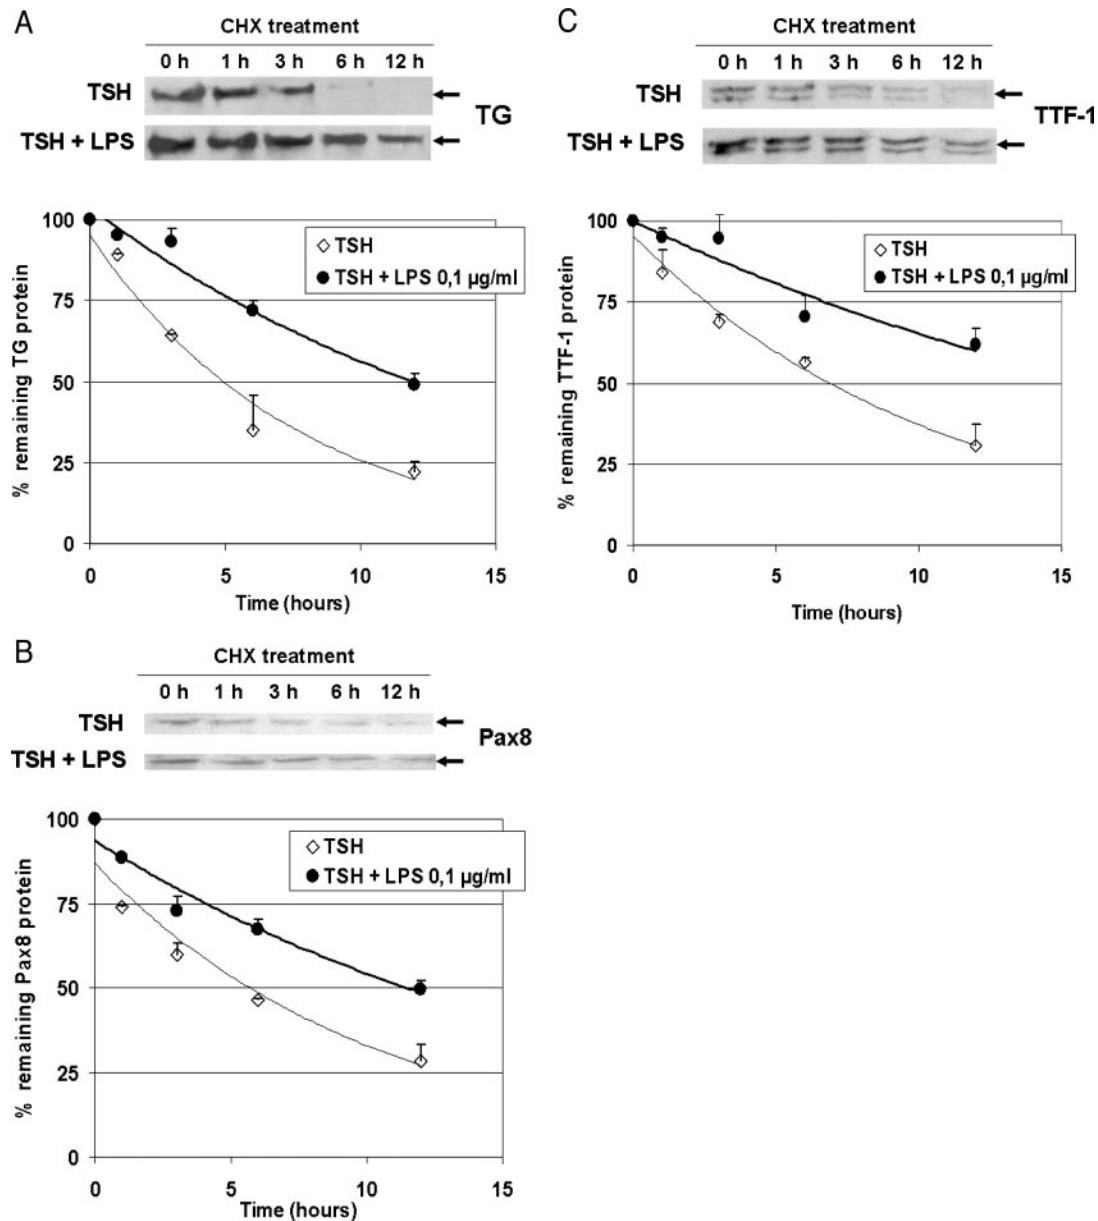 A
CHX treatment
0 h 1 h 3 h 6 h 12 h
TSH
TG
TSH + LPS
100
75
50
25
0
% remaining TG protein
TSH
TSH + LPS 0,1 µg/ml
0 5 10 15
Time (hours)
C
CHX treatment
0 h 1 h 3 h 6 h 12 h
TSH
TTF-1
TSH + LPS
100
75
50
25
0
% remaining TTF-1 protein
TSH
TSH + LPS 0,1 µg/ml
0 5 10 15
Time (hours)
B
CHX treatment
0 h 1 h 3 h 6 h 12 h
TSH
Pax8
TSH + LPS
100
75
50
25
0
% remaining Pax8 protein
TSH
TSH + LPS 0,1 µg/ml
0 5 10 15
Time (hours)